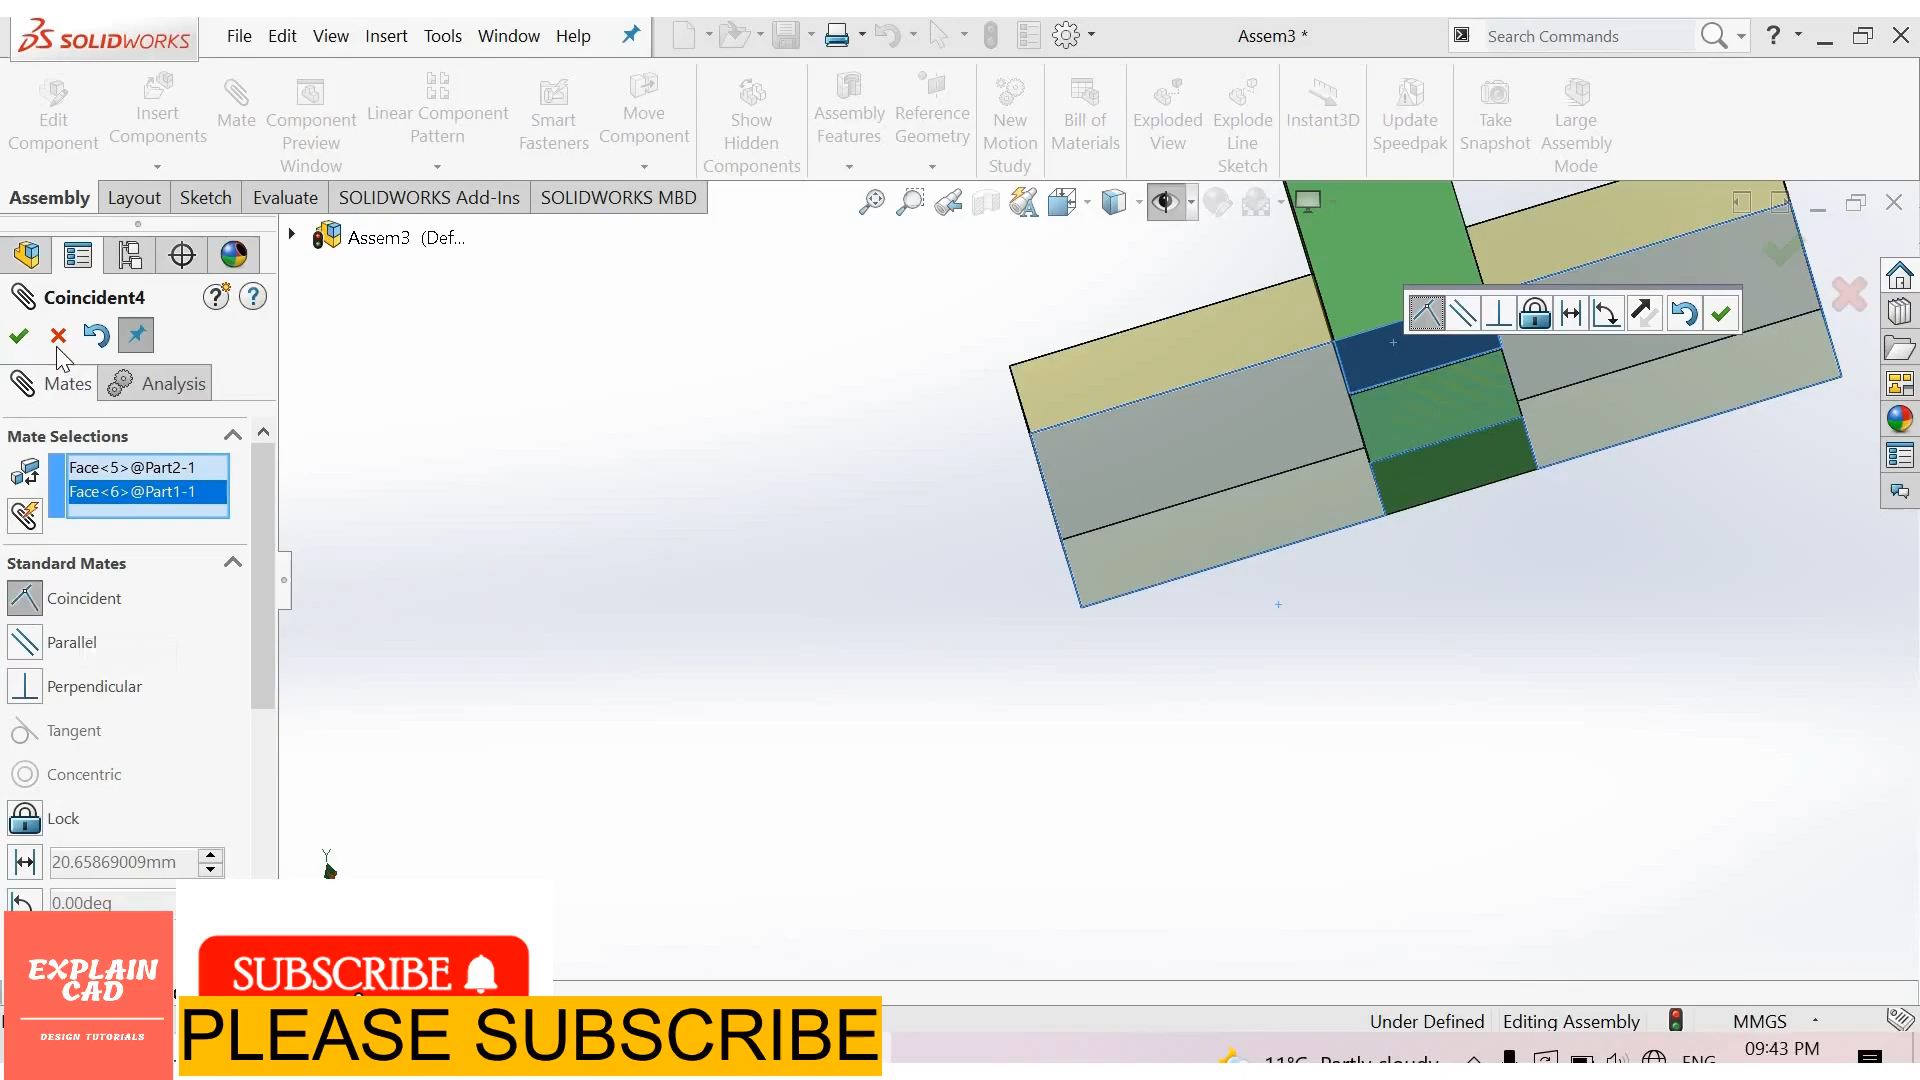 SOLIDWORKS
File Edit View Insert Tools Window Help
Assem3 *
Search Commands
Edit Component
Insert Components
Mate
Component Preview Window
Linear Component Pattern
Smart Fasteners
Move Component
Show Hidden Components
Assembly Features
Reference Geometry
New Motion Study
Bill of Materials
Exploded View
Explode Line Sketch
Instant3D
Update Speedpak
Take Snapshot
Large Assembly Mode
Assembly Layout Sketch Evaluate SOLIDWORKS Add-Ins SOLIDWORKS MBD
Assem3 (Def...
Coincident4
Mates Analysis
Mate Selections
Face<5>@Part2-1
Face<6>@Part1-1
Standard Mates
Coincident
Parallel
Perpendicular
Tangent
Concentric
Lock
20.65869009mm
0.00deg
Y
EXPLAIN
CAD
DESIGN TUTORIALS
SUBSCRIBE
PLEASE SUBSCRIBE
Under Defined Editing Assembly MMGS
11°C Partly cloudy ENG 09:43 PM